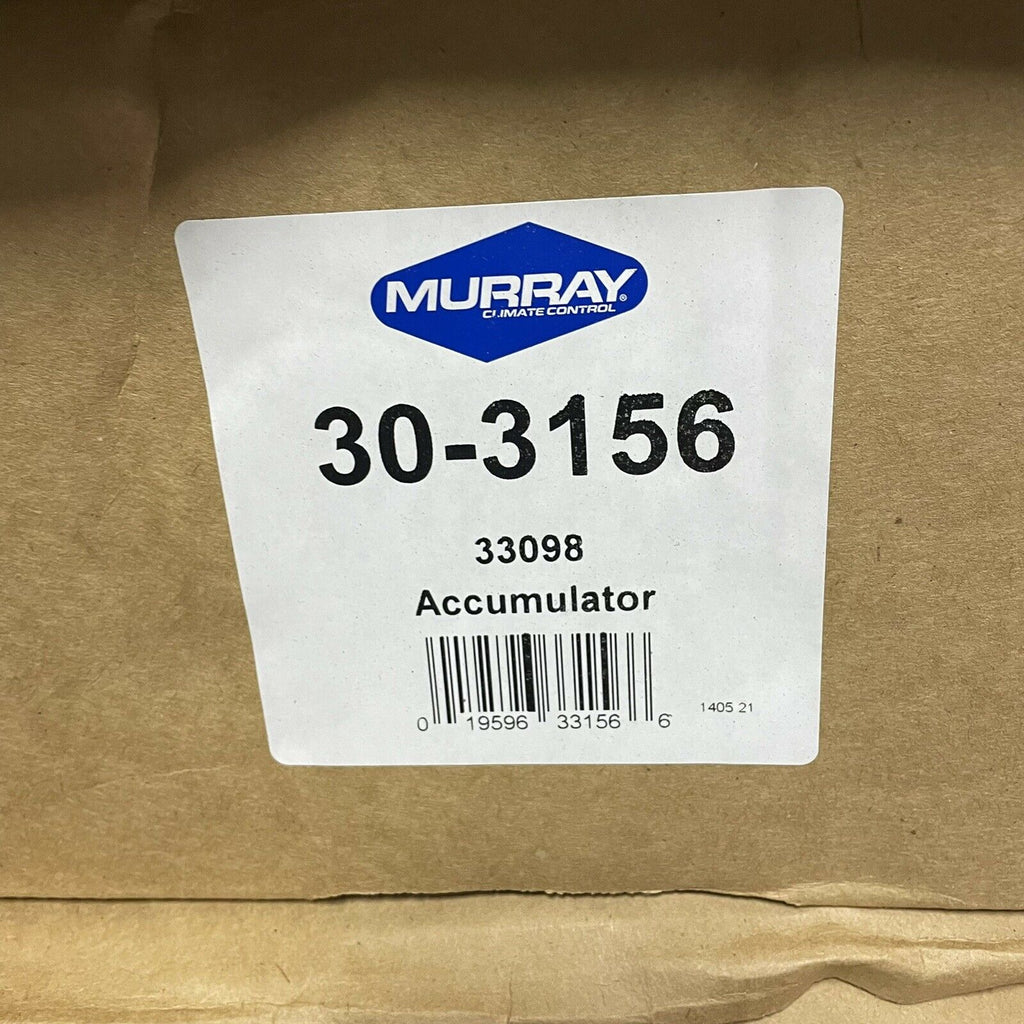 MURRAY®
CLIMATE CONTROL
30-3156
33098
Accumulator
0 19596 33156 6
1405 21